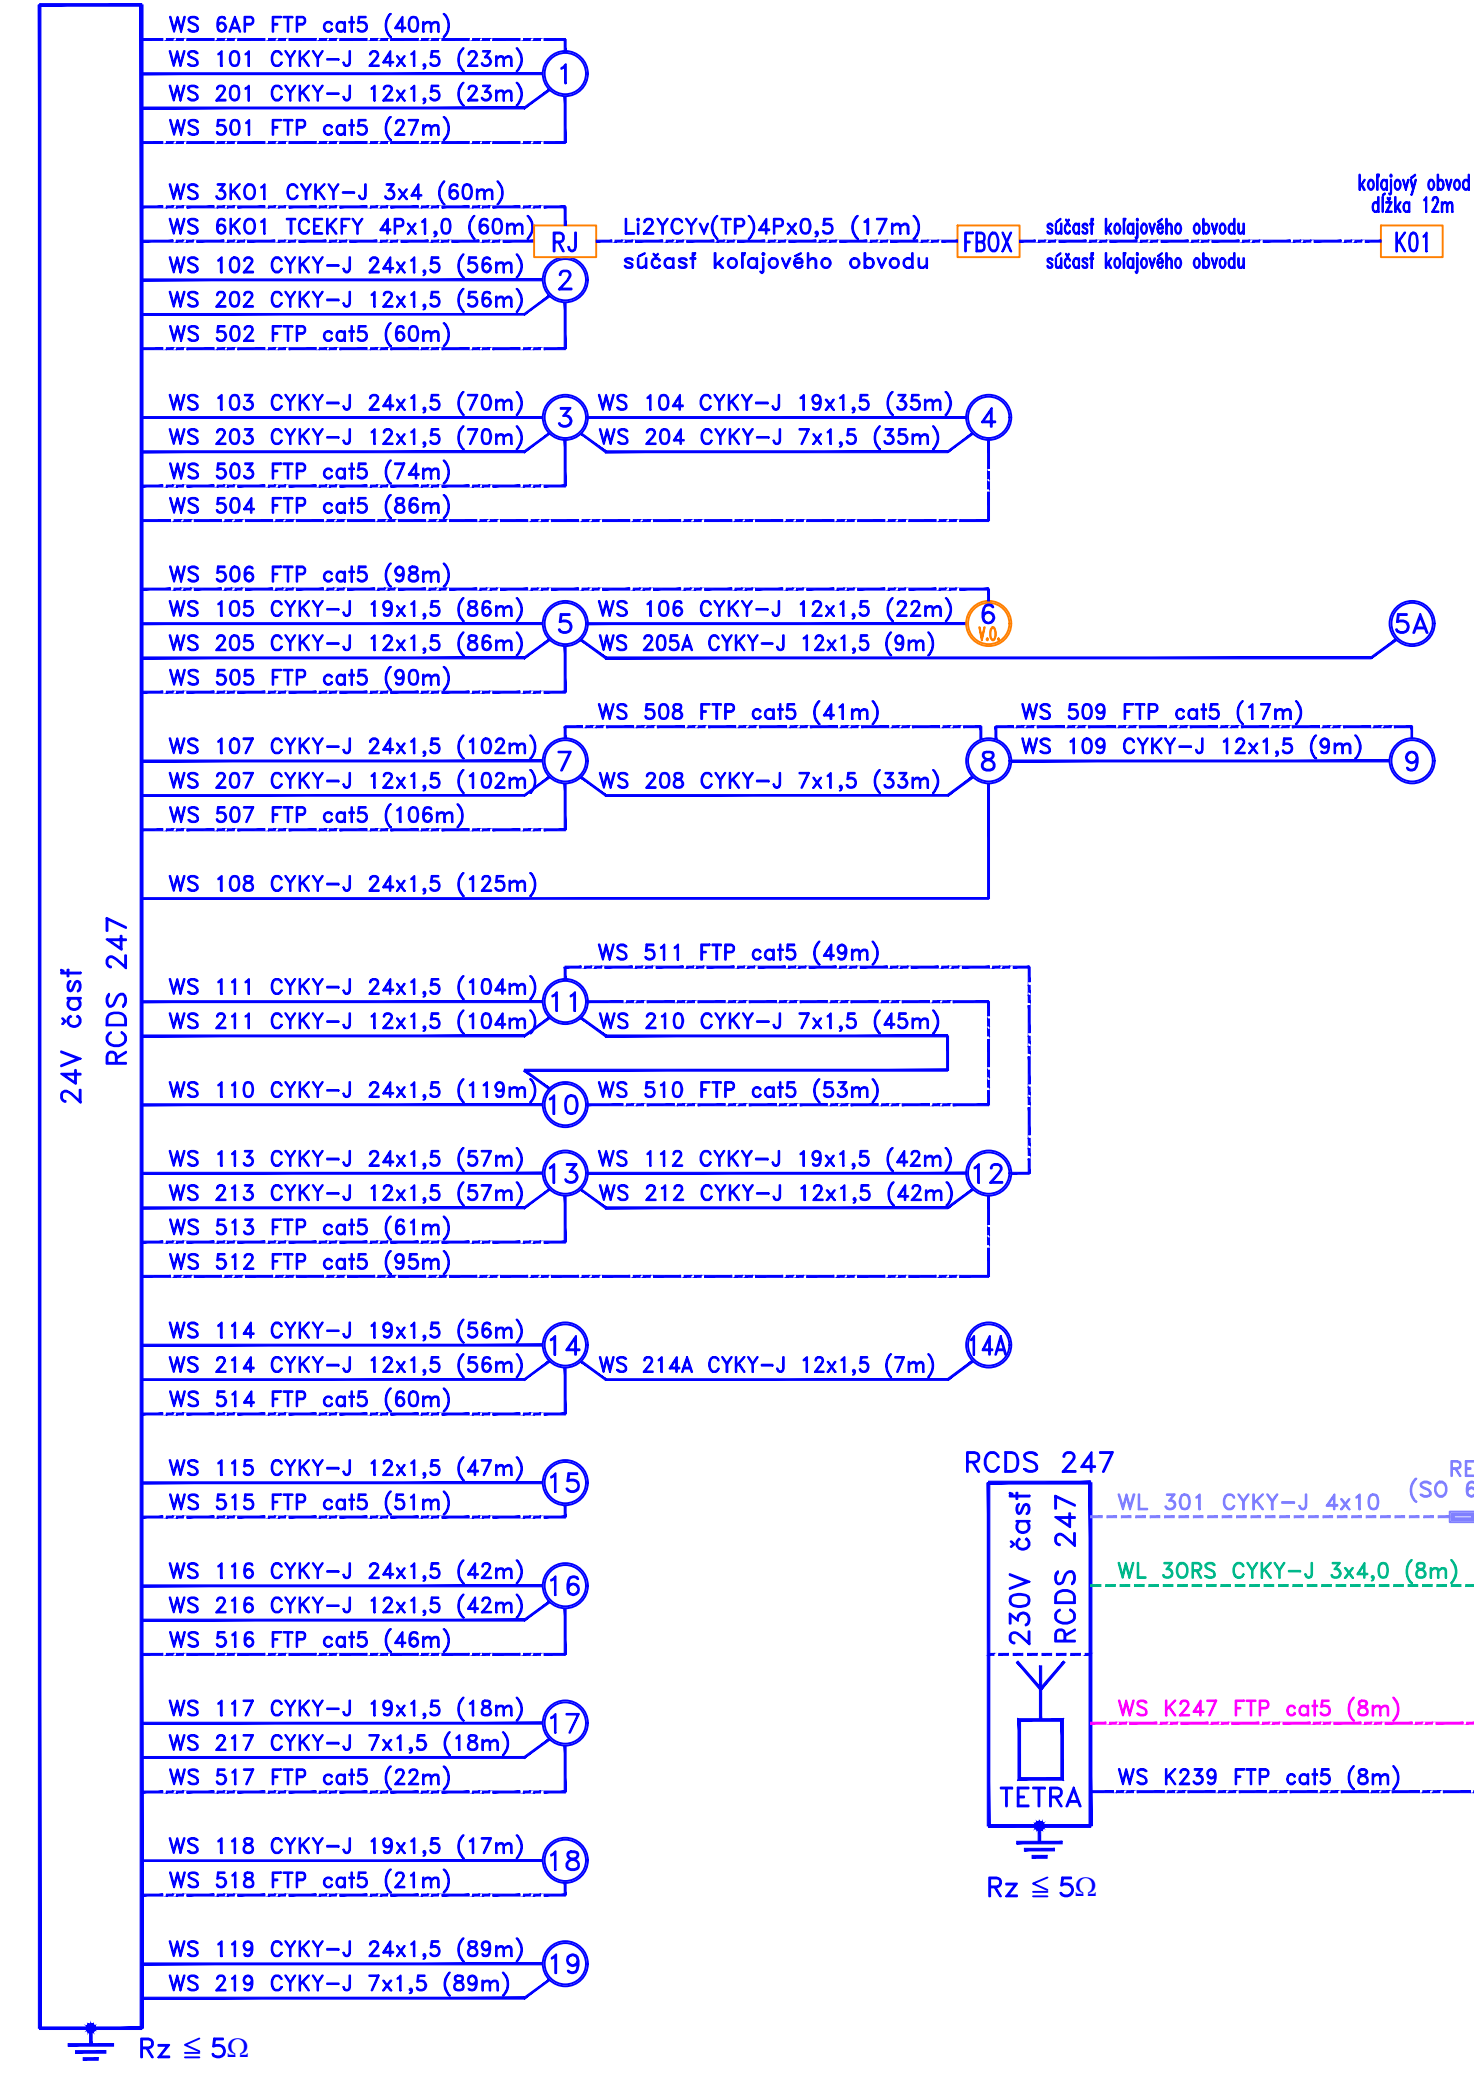 WS 6AP FTP cat5 (40m)
WS 101 CYKY-J 24x1,5 (23m)
1
WS 201 CYKY-J 12x1,5 (23m)
WS 501 FTP cat5 (27m)
koľajový obvod
dĺžka 12m
WS 3K01 CYKY-J 3x4 (60m)
WS 6K01 TCEKFY 4Px1,0 (60m)
RJ
Li2YCYv(TP)4Px0,5 (17m)
súčasť koľajového obvodu
FBOX
súčasť koľajového obvodu
súčasť koľajového obvodu
K01
WS 102 CYKY-J 24x1,5 (56m)
2
WS 202 CYKY-J 12x1,5 (56m)
WS 502 FTP cat5 (60m)
WS 103 CYKY-J 24x1,5 (70m)
3
WS 104 CYKY-J 19x1,5 (35m)
4
WS 203 CYKY-J 12x1,5 (70m)
WS 204 CYKY-J 7x1,5 (35m)
WS 503 FTP cat5 (74m)
WS 504 FTP cat5 (86m)
WS 506 FTP cat5 (98m)
WS 105 CYKY-J 19x1,5 (86m)
5
WS 106 CYKY-J 12x1,5 (22m)
6
V.O.
5A
WS 205 CYKY-J 12x1,5 (86m)
WS 205A CYKY-J 12x1,5 (9m)
WS 505 FTP cat5 (90m)
WS 508 FTP cat5 (41m)
WS 509 FTP cat5 (17m)
WS 107 CYKY-J 24x1,5 (102m)
7
8
WS 109 CYKY-J 12x1,5 (9m)
9
WS 207 CYKY-J 12x1,5 (102m)
WS 208 CYKY-J 7x1,5 (33m)
WS 507 FTP cat5 (106m)
WS 108 CYKY-J 24x1,5 (125m)
24V časť
RCDS 247
WS 511 FTP cat5 (49m)
WS 111 CYKY-J 24x1,5 (104m)
11
WS 211 CYKY-J 12x1,5 (104m)
WS 210 CYKY-J 7x1,5 (45m)
WS 110 CYKY-J 24x1,5 (119m)
10
WS 510 FTP cat5 (53m)
WS 113 CYKY-J 24x1,5 (57m)
13
WS 112 CYKY-J 19x1,5 (42m)
12
WS 213 CYKY-J 12x1,5 (57m)
WS 212 CYKY-J 12x1,5 (42m)
WS 513 FTP cat5 (61m)
WS 512 FTP cat5 (95m)
WS 114 CYKY-J 19x1,5 (56m)
14
14A
WS 214 CYKY-J 12x1,5 (56m)
WS 214A CYKY-J 12x1,5 (7m)
WS 514 FTP cat5 (60m)
WS 115 CYKY-J 12x1,5 (47m)
15
WS 515 FTP cat5 (51m)
WS 116 CYKY-J 24x1,5 (42m)
16
WS 216 CYKY-J 12x1,5 (42m)
WS 516 FTP cat5 (46m)
WS 117 CYKY-J 19x1,5 (18m)
17
WS 217 CYKY-J 7x1,5 (18m)
WS 517 FTP cat5 (22m)
WS 118 CYKY-J 19x1,5 (17m)
18
WS 518 FTP cat5 (21m)
WS 119 CYKY-J 24x1,5 (89m)
19
WS 219 CYKY-J 7x1,5 (89m)
Rz ≦ 5Ω
RCDS 247
230V časť
RCDS 247
TETRA
Rz ≦ 5Ω
RE
(SO 6
WL 301 CYKY-J 4x10
WL 30RS CYKY-J 3x4,0 (8m)
WS K247 FTP cat5 (8m)
WS K239 FTP cat5 (8m)